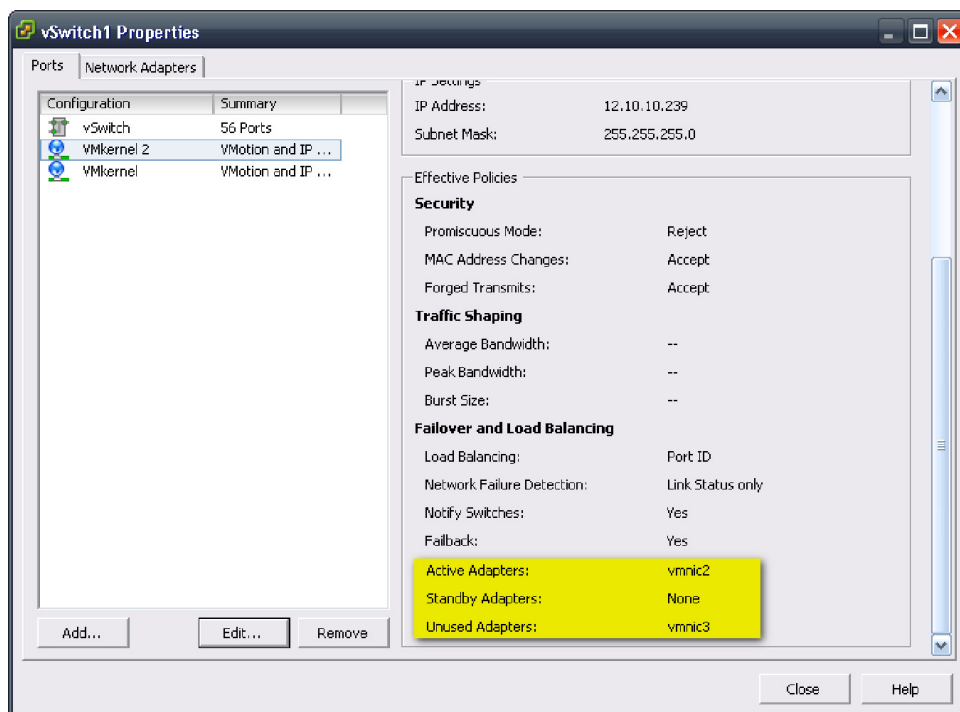 vSwitch1 Properties
Ports Network Adapters
Configuration Summary
vSwitch 56 Ports
VMkernel 2 VMotion and IP ...
VMkernel VMotion and IP ...
Add... Edit... Remove
IP Settings
IP Address: 12.10.10.239
Subnet Mask: 255.255.255.0
Effective Policies
Security
Promiscuous Mode: Reject
MAC Address Changes: Accept
Forged Transmits: Accept
Traffic Shaping
Average Bandwidth: --
Peak Bandwidth: --
Burst Size: --
Failover and Load Balancing
Load Balancing: Port ID
Network Failure Detection: Link Status only
Notify Switches: Yes
Failback: Yes
Active Adapters: vmnic2
Standby Adapters: None
Unused Adapters: vmnic3
Close Help